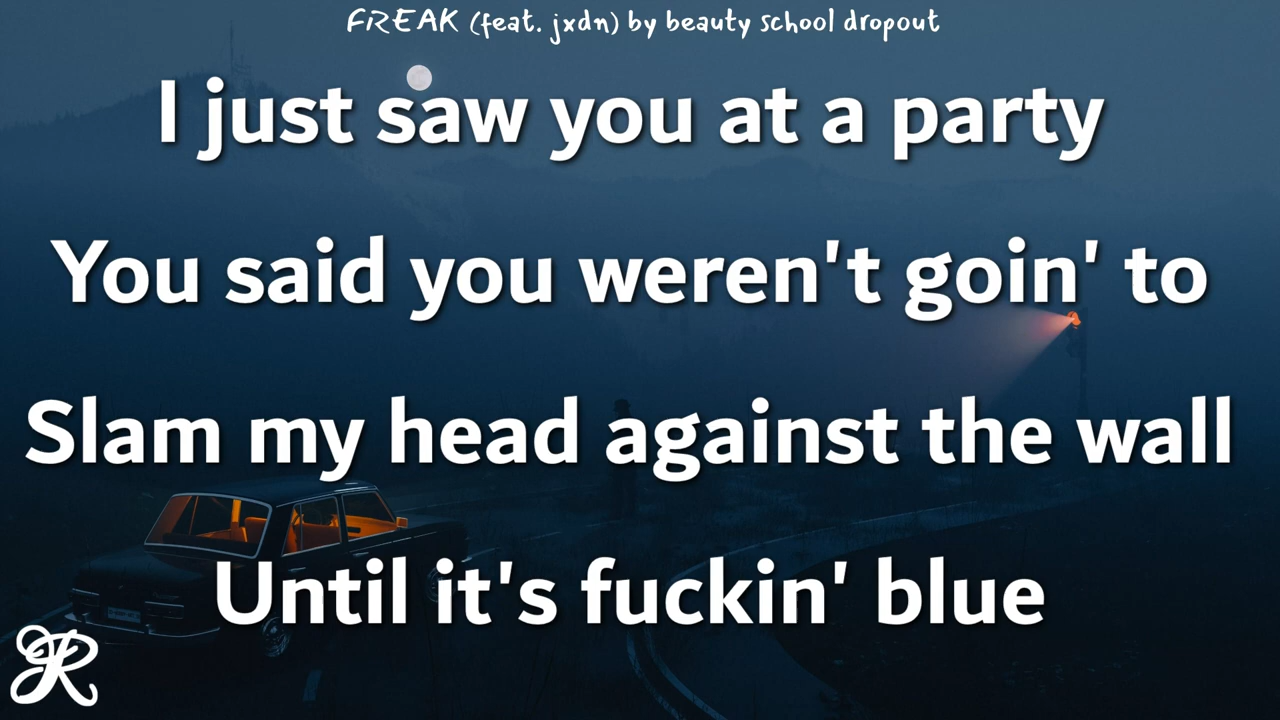 FREAK (feat. jxdn) by beauty school dropout
I just saw you at a party
You said you weren't goin' to
Slam my head against the wall
Until it's fuckin' blue
JR